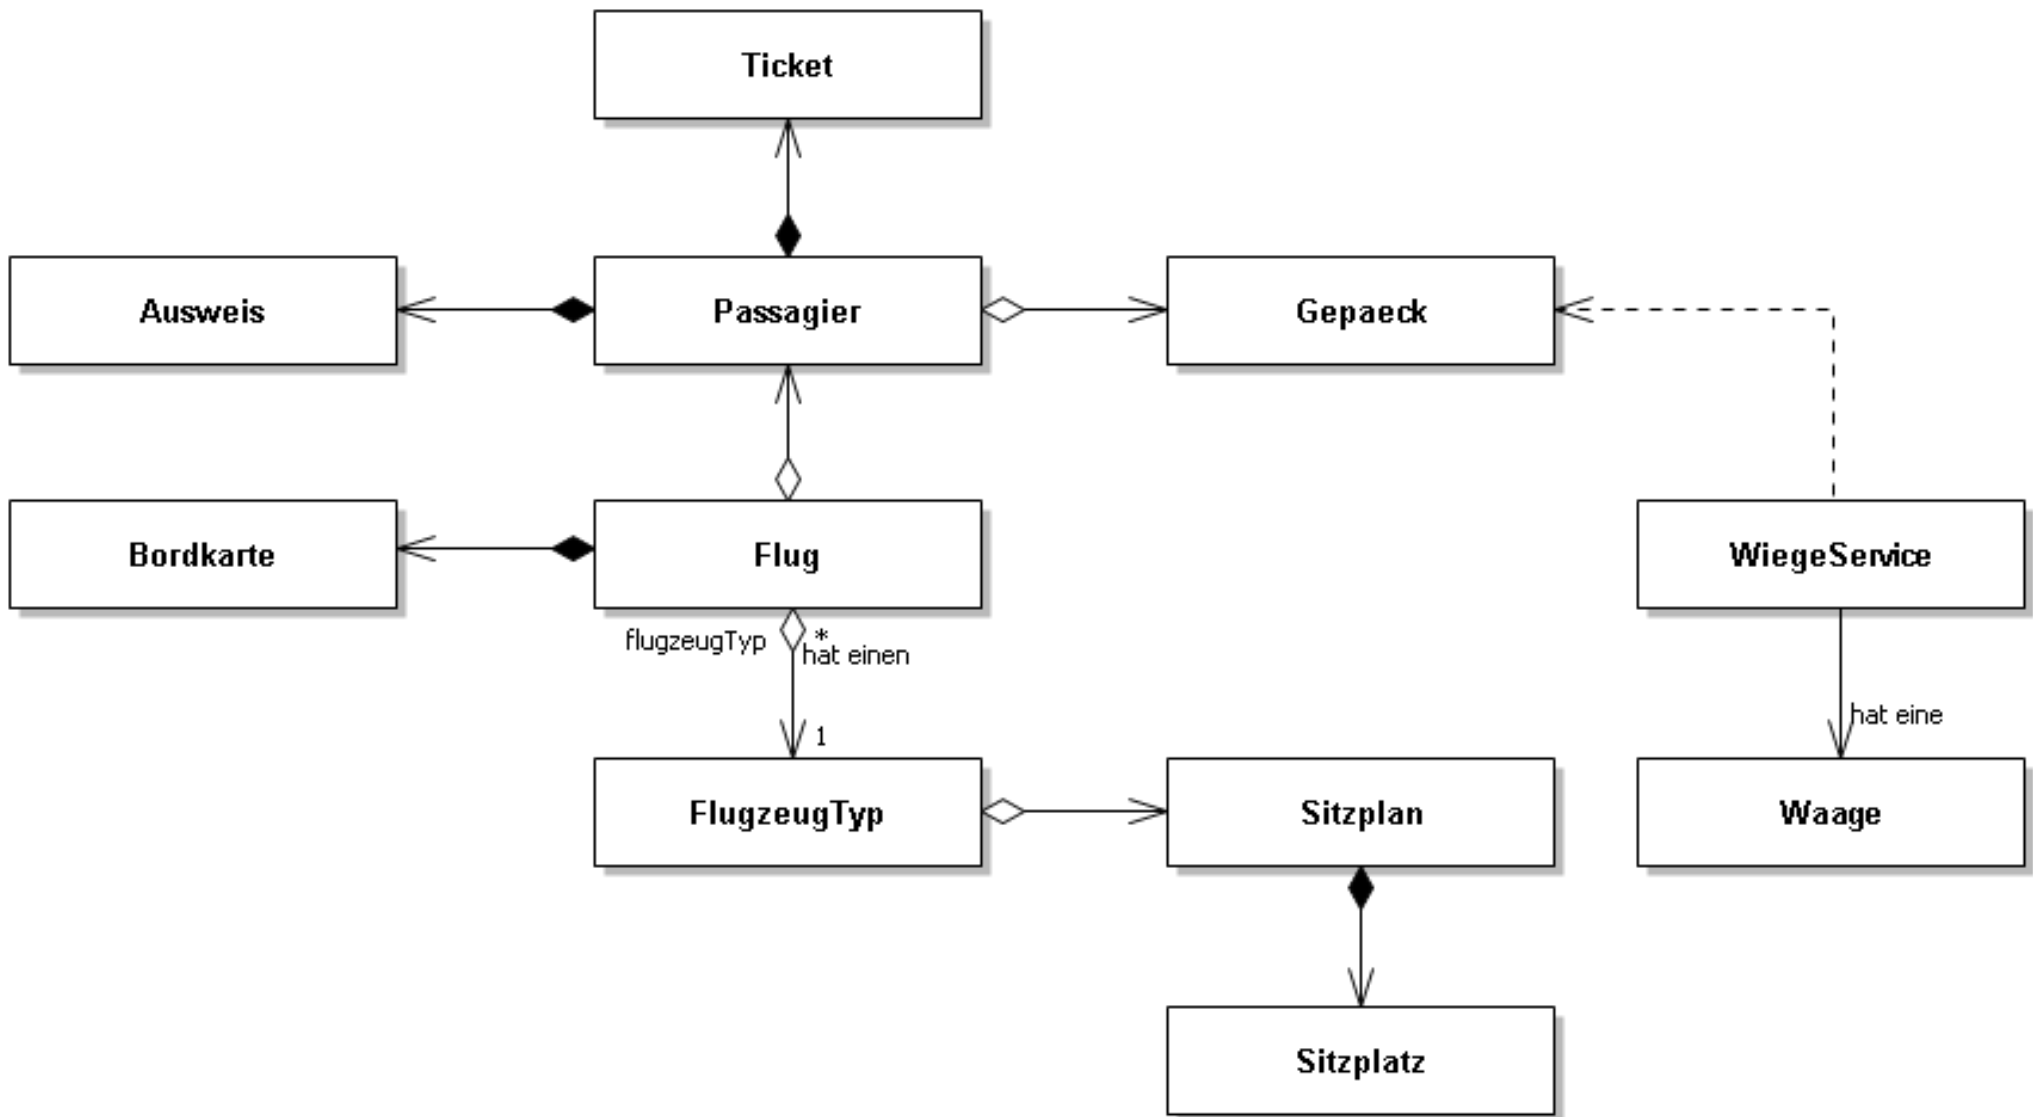 Ticket
Ausweis
Passagier
Gepaeck
Bordkarte
Flug
WiegeService
flugzeugTyp
*
hat einen
hat eine
1
FlugzeugTyp
Sitzplan
Waage
Sitzplatz